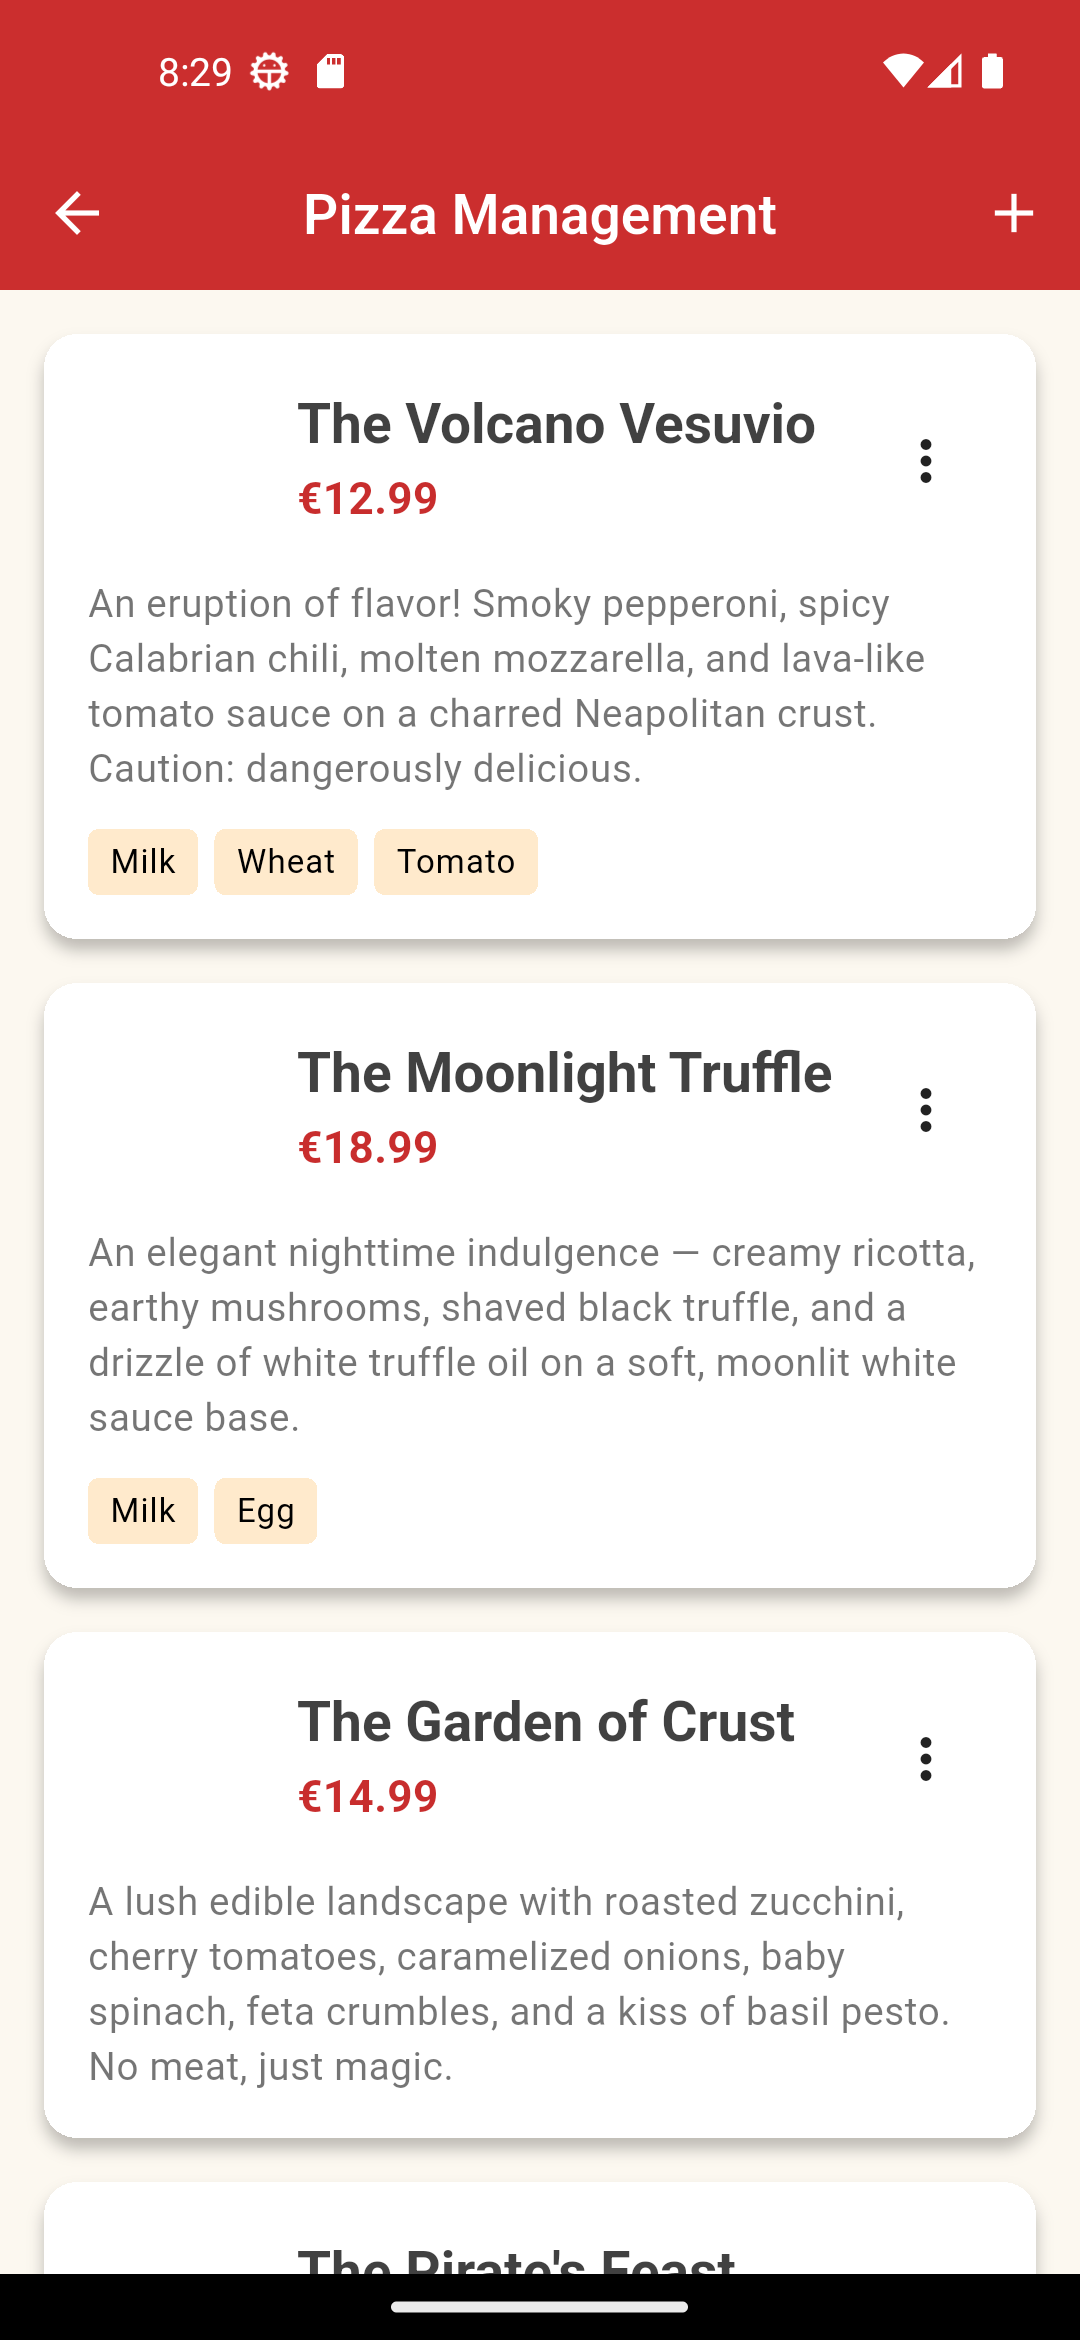 8:29
Pizza Management
The Volcano Vesuvio
€12.99
An eruption of flavor! Smoky pepperoni, spicy
Calabrian chili, molten mozzarella, and lava-like
tomato sauce on a charred Neapolitan crust.
Caution: dangerously delicious.
Milk Wheat Tomato
The Moonlight Truffle
€18.99
An elegant nighttime indulgence — creamy ricotta,
earthy mushrooms, shaved black truffle, and a
drizzle of white truffle oil on a soft, moonlit white
sauce base.
Milk Egg
The Garden of Crust
€14.99
A lush edible landscape with roasted zucchini,
cherry tomatoes, caramelized onions, baby
spinach, feta crumbles, and a kiss of basil pesto.
No meat, just magic.
The Pirate's Feast